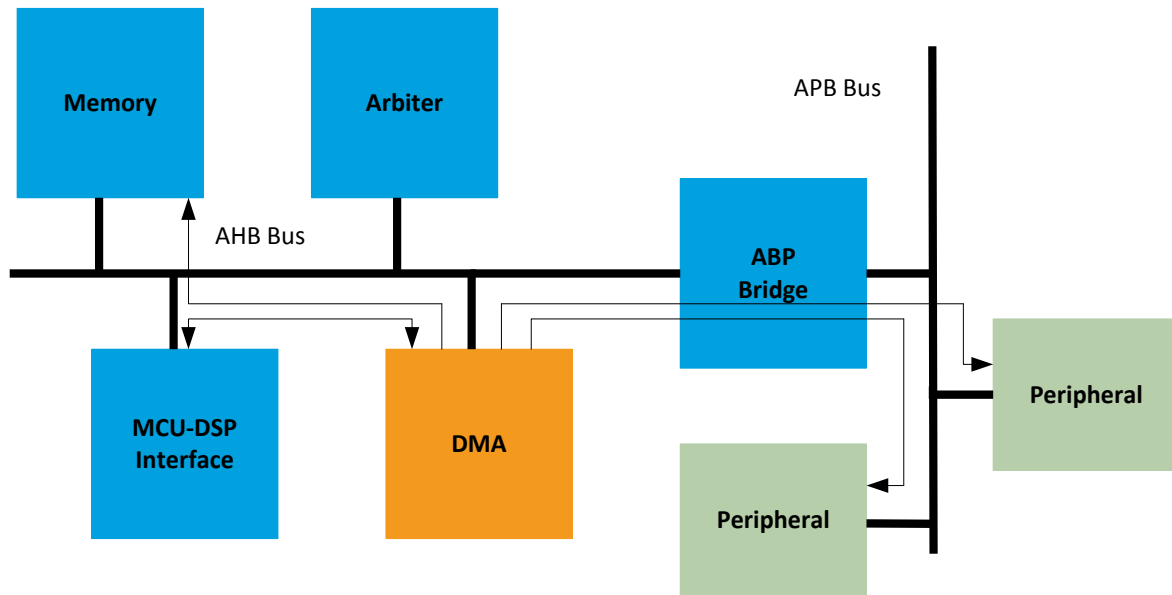 Memory
Arbiter
APB Bus
AHB Bus
ABP
Bridge
MCU-DSP
Interface
DMA
Peripheral
Peripheral